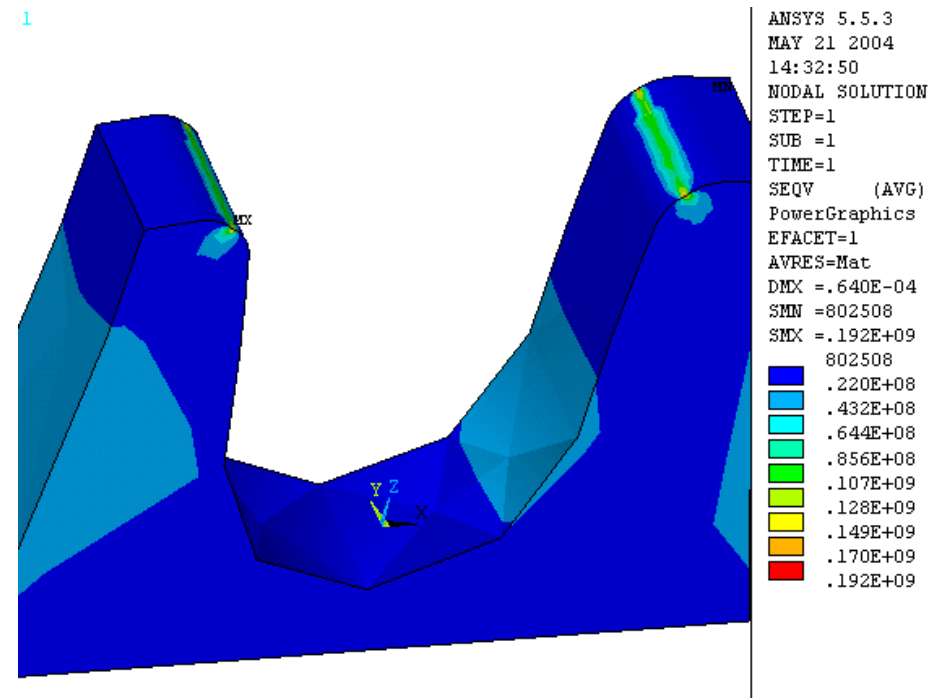 1
ANSYS 5.5.3
MAY 21 2004
14:32:50
NODAL SOLUTION
STEP=1
SUB =1
TIME=1
SEQV (AVG)
PowerGraphics
EFACET=1
AVRES=Mat
DMX =.640E-04
SMN =802508
SMX =.192E+09
802508
.220E+08
.432E+08
.644E+08
.856E+08
.107E+09
.128E+09
.149E+09
.170E+09
.192E+09
MN
MX
Y Z
X